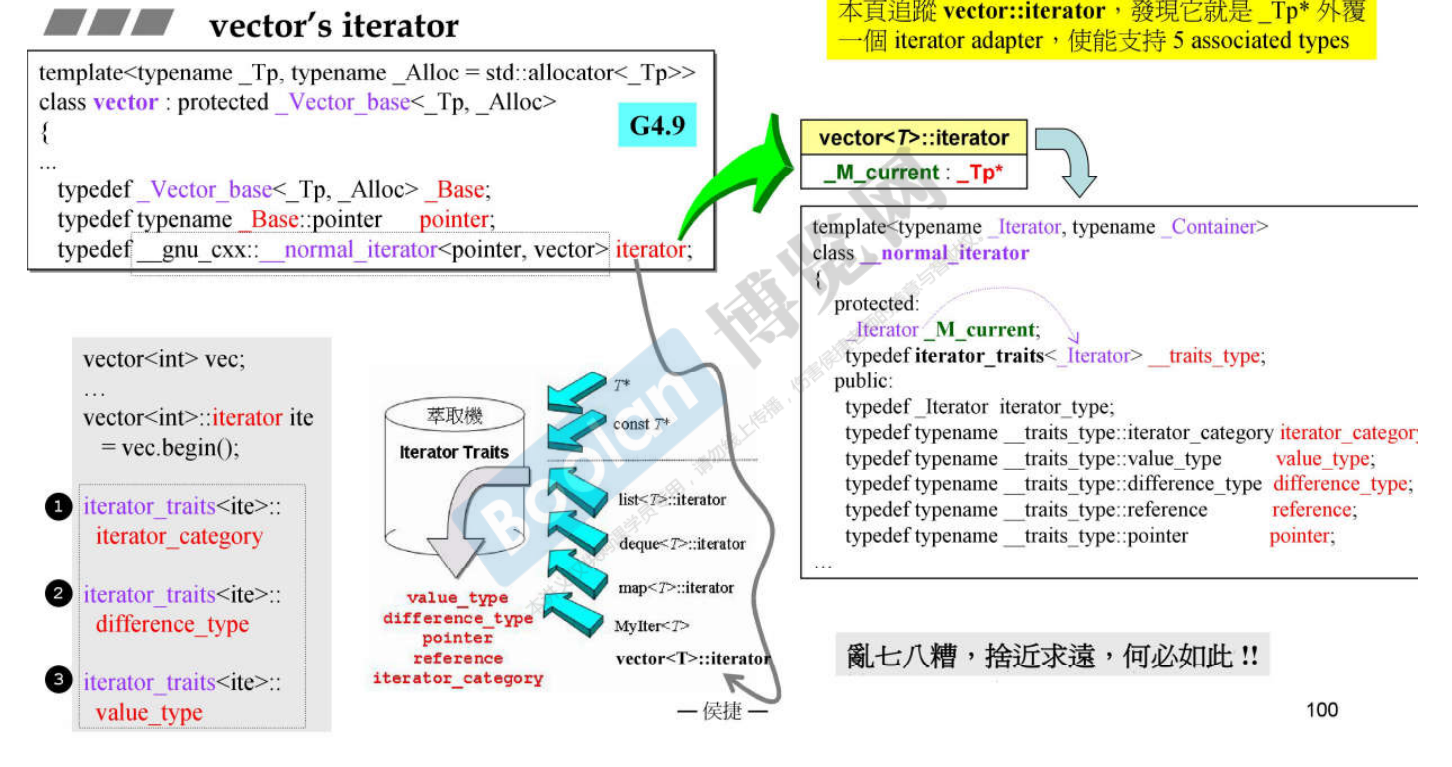 vector's iterator
本頁追蹤 vector::iterator，發現它就是 _Tp* 外覆
一個 iterator adapter，使能支持 5 associated types
template<typename _Tp, typename _Alloc = std::allocator<_Tp>>
class vector : protected _Vector_base<_Tp, _Alloc>
{
G4.9
...
typedef _Vector_base<_Tp, _Alloc> _Base;
typedef typename _Base::pointer pointer;
typedef __gnu_cxx::__normal_iterator<pointer, vector> iterator;
vector<T>::iterator
_M_current : _Tp*
template<typename _Iterator, typename _Container>
class __normal_iterator
{
protected:
_Iterator _M_current;
typedef iterator_traits<_Iterator> __traits_type;
public:
typedef _Iterator iterator_type;
typedef typename __traits_type::iterator_category iterator_category
typedef typename __traits_type::value_type value_type;
typedef typename __traits_type::difference_type difference_type;
typedef typename __traits_type::reference reference;
typedef typename __traits_type::pointer pointer;
...
vector<int> vec;
...
vector<int>::iterator ite
= vec.begin();
1 iterator_traits<ite>::
iterator_category
2 iterator_traits<ite>::
difference_type
3 iterator_traits<ite>::
value_type
萃取機
Iterator Traits
T*
const T*
list<T>::iterator
deque<T>::iterator
map<T>::iterator
MyIter<T>
vector<T>::iterator
value_type
difference_type
pointer
reference
iterator_category
亂七八糟，捨近求遠，何必如此 !!
Boolan 博览网
— 侯捷 —
100